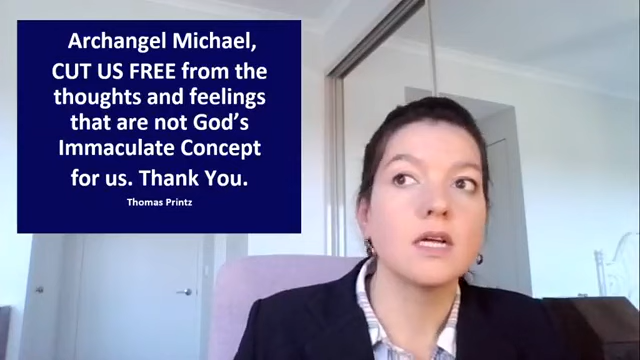 Archangel Michael,
CUT US FREE from the
thoughts and feelings
that are not God's
Immaculate Concept
for us. Thank You.
Thomas Printz